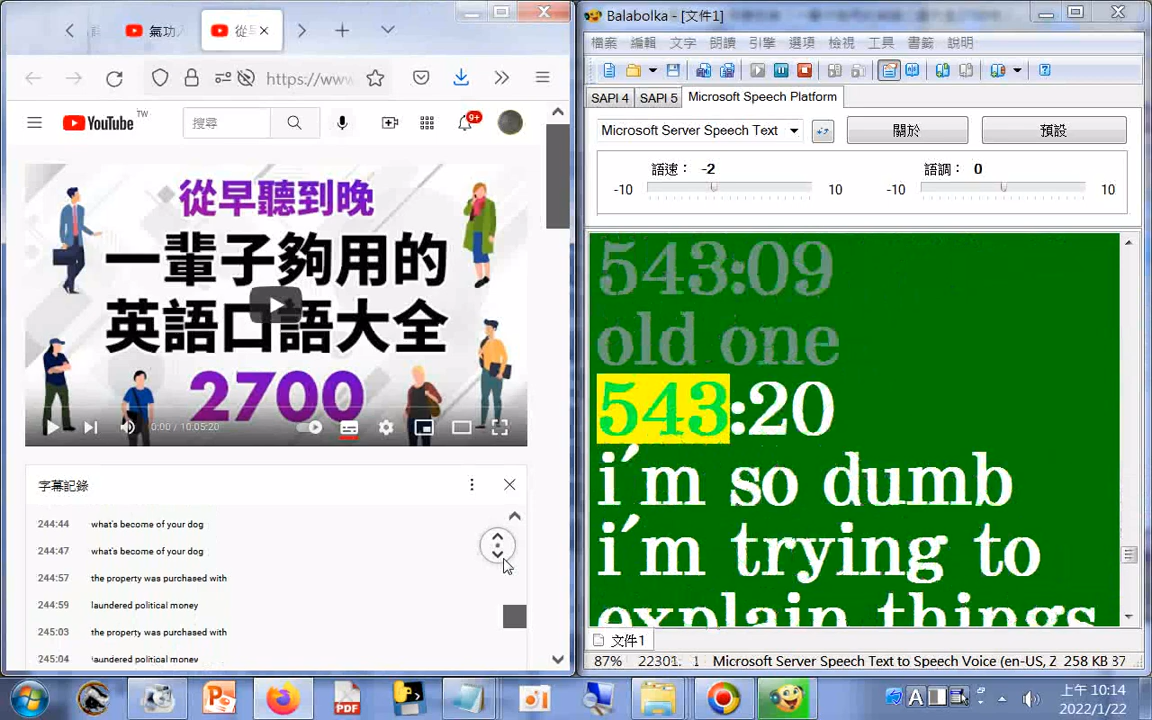 氣功入
從
https://www
YouTube TW
搜尋
9+
從早聽到晚
一輩子夠用的
英語口語大全
2700
0:00 / 10:05:20
字幕記錄
244:44 what's become of your dog
244:47 what's become of your dog
244:57 the property was purchased with
244:59 laundered political money
245:03 the property was purchased with
245:04 laundered political money
Balabolka - [文件1]
檔案 編輯 文字 朗讀 引擎 選項 檢視 工具 書籤 說明
SAPI 4 SAPI 5 Microsoft Speech Platform
Microsoft Server Speech Text
關於
預設
語速： -2
語調： 0
-10 10 -10 10
543:09
old one
543:20
i'm so dumb
i'm trying to
explain things
文件1
87% 22301. 1 Microsoft Server Speech Text to Speech Voice (en-US, Z 258 KB 37
PDF
A
上午 10:14
2022/1/22